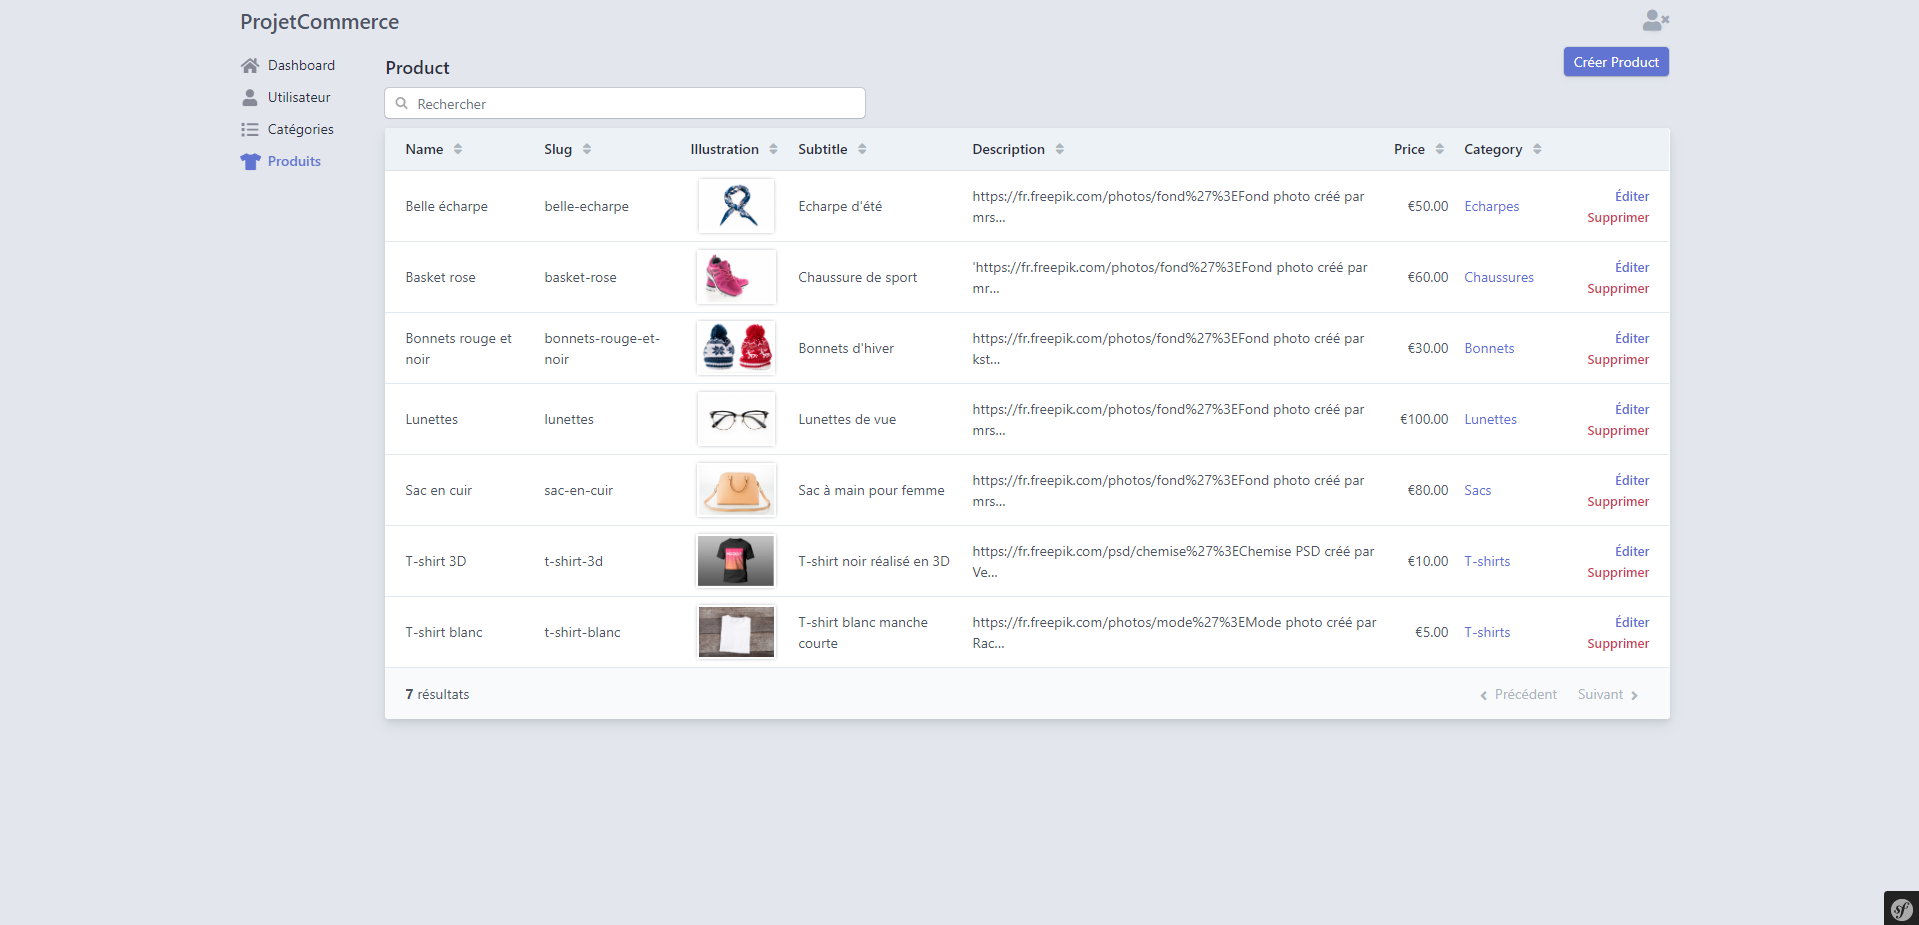 ProjetCommerce
Dashboard
Utilisateur
Catégories
Produits
Product
Créer Product
Rechercher
Name Slug Illustration Subtitle Description Price Category
Belle écharpe belle-echarpe Echarpe d'été https://fr.freepik.com/photos/fond%27%3EFond photo créé par mrs... €50.00 Echarpes Éditer Supprimer
Basket rose basket-rose Chaussure de sport 'https://fr.freepik.com/photos/fond%27%3EFond photo créé par mr... €60.00 Chaussures Éditer Supprimer
Bonnets rouge et noir bonnets-rouge-et-noir Bonnets d'hiver https://fr.freepik.com/photos/fond%27%3EFond photo créé par kst... €30.00 Bonnets Éditer Supprimer
Lunettes lunettes Lunettes de vue https://fr.freepik.com/photos/fond%27%3EFond photo créé par mrs... €100.00 Lunettes Éditer Supprimer
Sac en cuir sac-en-cuir Sac à main pour femme https://fr.freepik.com/photos/fond%27%3EFond photo créé par mrs... €80.00 Sacs Éditer Supprimer
T-shirt 3D t-shirt-3d T-shirt noir réalisé en 3D https://fr.freepik.com/psd/chemise%27%3EChemise PSD créé par Ve... €10.00 T-shirts Éditer Supprimer
T-shirt blanc t-shirt-blanc T-shirt blanc manche courte https://fr.freepik.com/photos/mode%27%3EMode photo créé par Rac... €5.00 T-shirts Éditer Supprimer
7 résultats
Précédent Suivant
sf